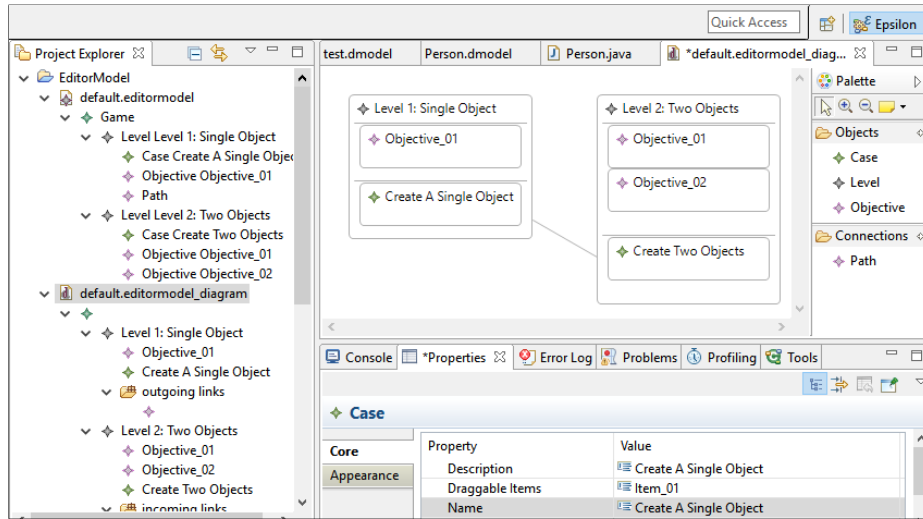 Quick Access
Epsilon
Project Explorer
EditorModel
default.editormodel
Game
Level Level 1: Single Object
Case Create A Single Objec
Objective Objective_01
Path
Level Level 2: Two Objects
Case Create Two Objects
Objective Objective_01
Objective Objective_02
default.editormodel_diagram
Level 1: Single Object
Objective_01
Create A Single Object
outgoing links
Level 2: Two Objects
Objective_01
Objective_02
Create Two Objects
incoming links
test.dmodel Person.dmodel Person.java *default.editormodel_diag...
Level 1: Single Object
Objective_01
Create A Single Object
Level 2: Two Objects
Objective_01
Objective_02
Create Two Objects
Palette
Objects
Case
Level
Objective
Connections
Path
Console *Properties Error Log Problems Profiling Tools
Case
Core
Appearance
Property Value
Description Create A Single Object
Draggable Items Item_01
Name Create A Single Object